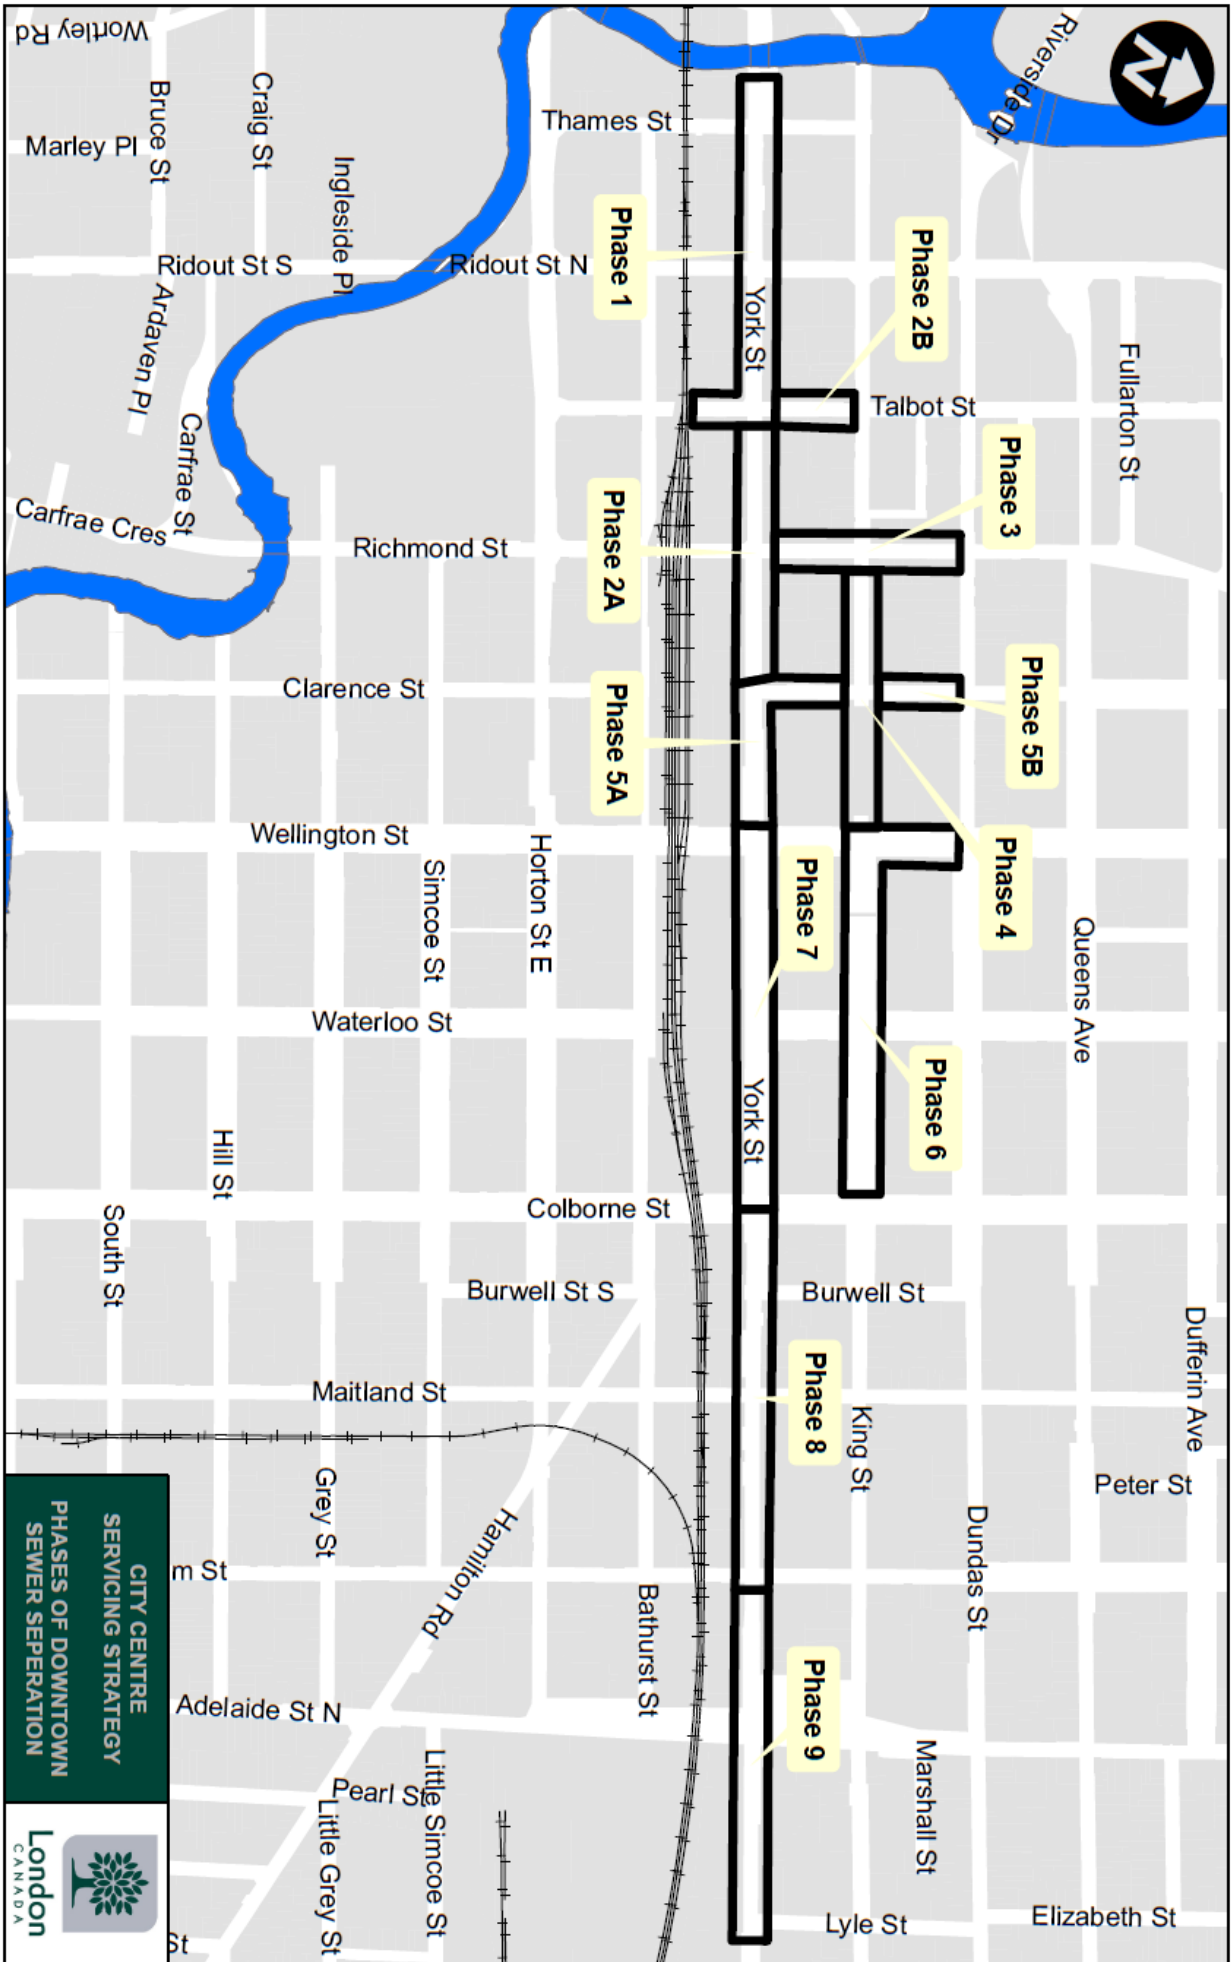 Wortley Rd
Riverside Dr
Craig St
Bruce St
Marley Pl
Ingleside Pl
Thames St
Ridout St S
Ridout St N
Phase 1
York St
Phase 2B
Ardaven Pl
Carfrae St
Talbot St
Fullarton St
Phase 3
Carfrae Cres
Richmond St
Phase 2A
Clarence St
Phase 5A
Phase 5B
Wellington St
Simcoe St
Horton St E
Phase 7
Phase 4
Queens Ave
Waterloo St
York St
Phase 6
Hill St
South St
Colborne St
Burwell St S
Burwell St
Dufferin Ave
Maitland St
Phase 8
King St
Peter St
Grey St
Hamilton Rd
Dundas St
m St
Bathurst St
Adelaide St N
Phase 9
Marshall St
Pearl St
Little Simcoe St
Little Grey St
Lyle St
Elizabeth St
St
N
CITY CENTRE
SERVICING STRATEGY
PHASES OF DOWNTOWN
SEWER SEPERATION
London
CANADA